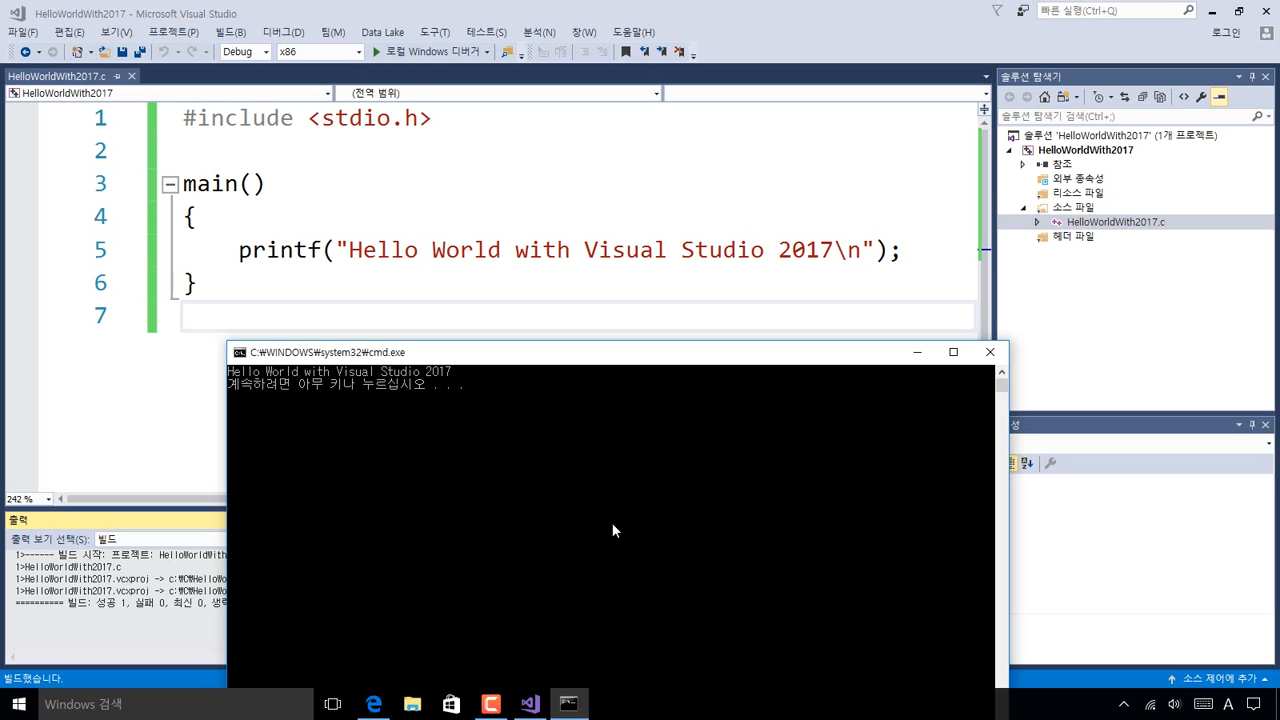 HelloWorldWith2017 - Microsoft Visual Studio
빠른 실행(Ctrl+Q)
파일(F) 편집(E) 보기(V) 프로젝트(P) 빌드(B) 디버그(D) 팀(M) Data Lake 도구(T) 테스트(S) 분석(N) 창(W) 도움말(H)
로그인
Debug x86 로컬 Windows 디버거
HelloWorldWith2017.c
HelloWorldWith2017 (전역 범위)
1 #include <stdio.h>
2
3 main()
4 {
5 printf("Hello World with Visual Studio 2017\n");
6 }
7
솔루션 탐색기
솔루션 탐색기 검색(Ctrl+;)
솔루션 'HelloWorldWith2017' (1개 프로젝트)
HelloWorldWith2017
참조
외부 종속성
리소스 파일
소스 파일
HelloWorldWith2017.c
헤더 파일
C:₩WINDOWS₩system32₩cmd.exe
Hello World with Visual Studio 2017
계속하려면 아무 키나 누르십시오 . . .
성
242 %
출력
출력 보기 선택(S): 빌드
1>------ 빌드 시작: 프로젝트: HelloWorldWith
1>HelloWorldWith2017.c
1>HelloWorldWith2017.vcxproj -> c:₩C₩HelloWo
1>HelloWorldWith2017.vcxproj -> c:₩C₩HelloWo
========== 빌드: 성공 1, 실패 0, 최신 0, 생략
빌드했습니다.
소스 제어에 추가
Windows 검색
A